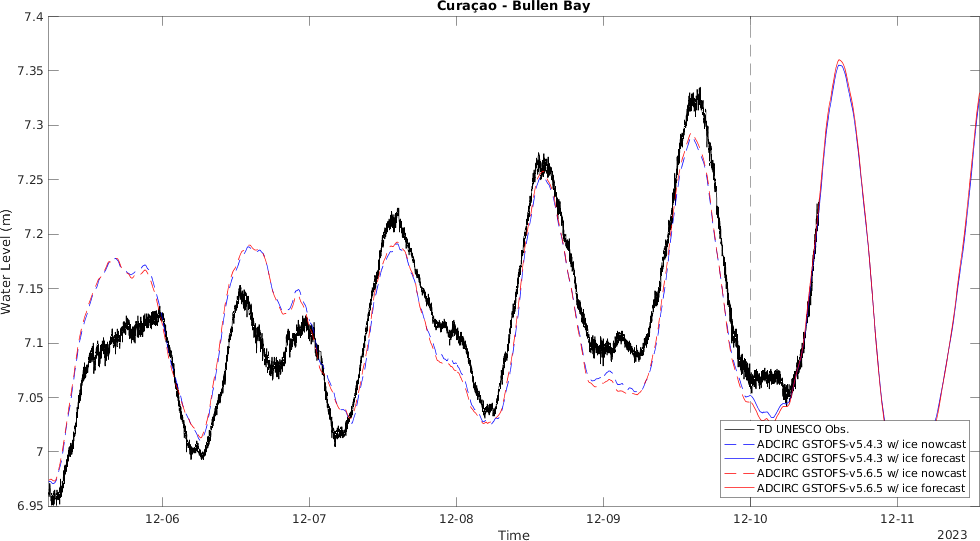 Curaçao - Bullen Bay
7.4
7.35
7.3
7.25
7.2
7.15
7.1
7.05
7
6.95
Water Level (m)
12-06
12-07
12-08
12-09
12-10
12-11
Time
2023
TD UNESCO Obs.
ADCIRC GSTOFS-v5.4.3 w/ ice nowcast
ADCIRC GSTOFS-v5.4.3 w/ ice forecast
ADCIRC GSTOFS-v5.6.5 w/ ice nowcast
ADCIRC GSTOFS-v5.6.5 w/ ice forecast